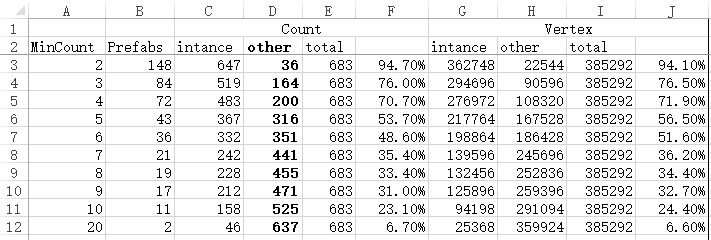 A B C D E F G H I J
1 Count Vertex
2 MinCount Prefabs intance other total intance other total
3 2 148 647 36 683 94.70% 362748 22544 385292 94.10%
4 3 84 519 164 683 76.00% 294696 90596 385292 76.50%
5 4 72 483 200 683 70.70% 276972 108320 385292 71.90%
6 5 43 367 316 683 53.70% 217764 167528 385292 56.50%
7 6 36 332 351 683 48.60% 198864 186428 385292 51.60%
8 7 21 242 441 683 35.40% 139596 245696 385292 36.20%
9 8 19 228 455 683 33.40% 132456 252836 385292 34.40%
10 9 17 212 471 683 31.00% 125896 259396 385292 32.70%
11 10 11 158 525 683 23.10% 94198 291094 385292 24.40%
12 20 2 46 637 683 6.70% 25368 359924 385292 6.60%